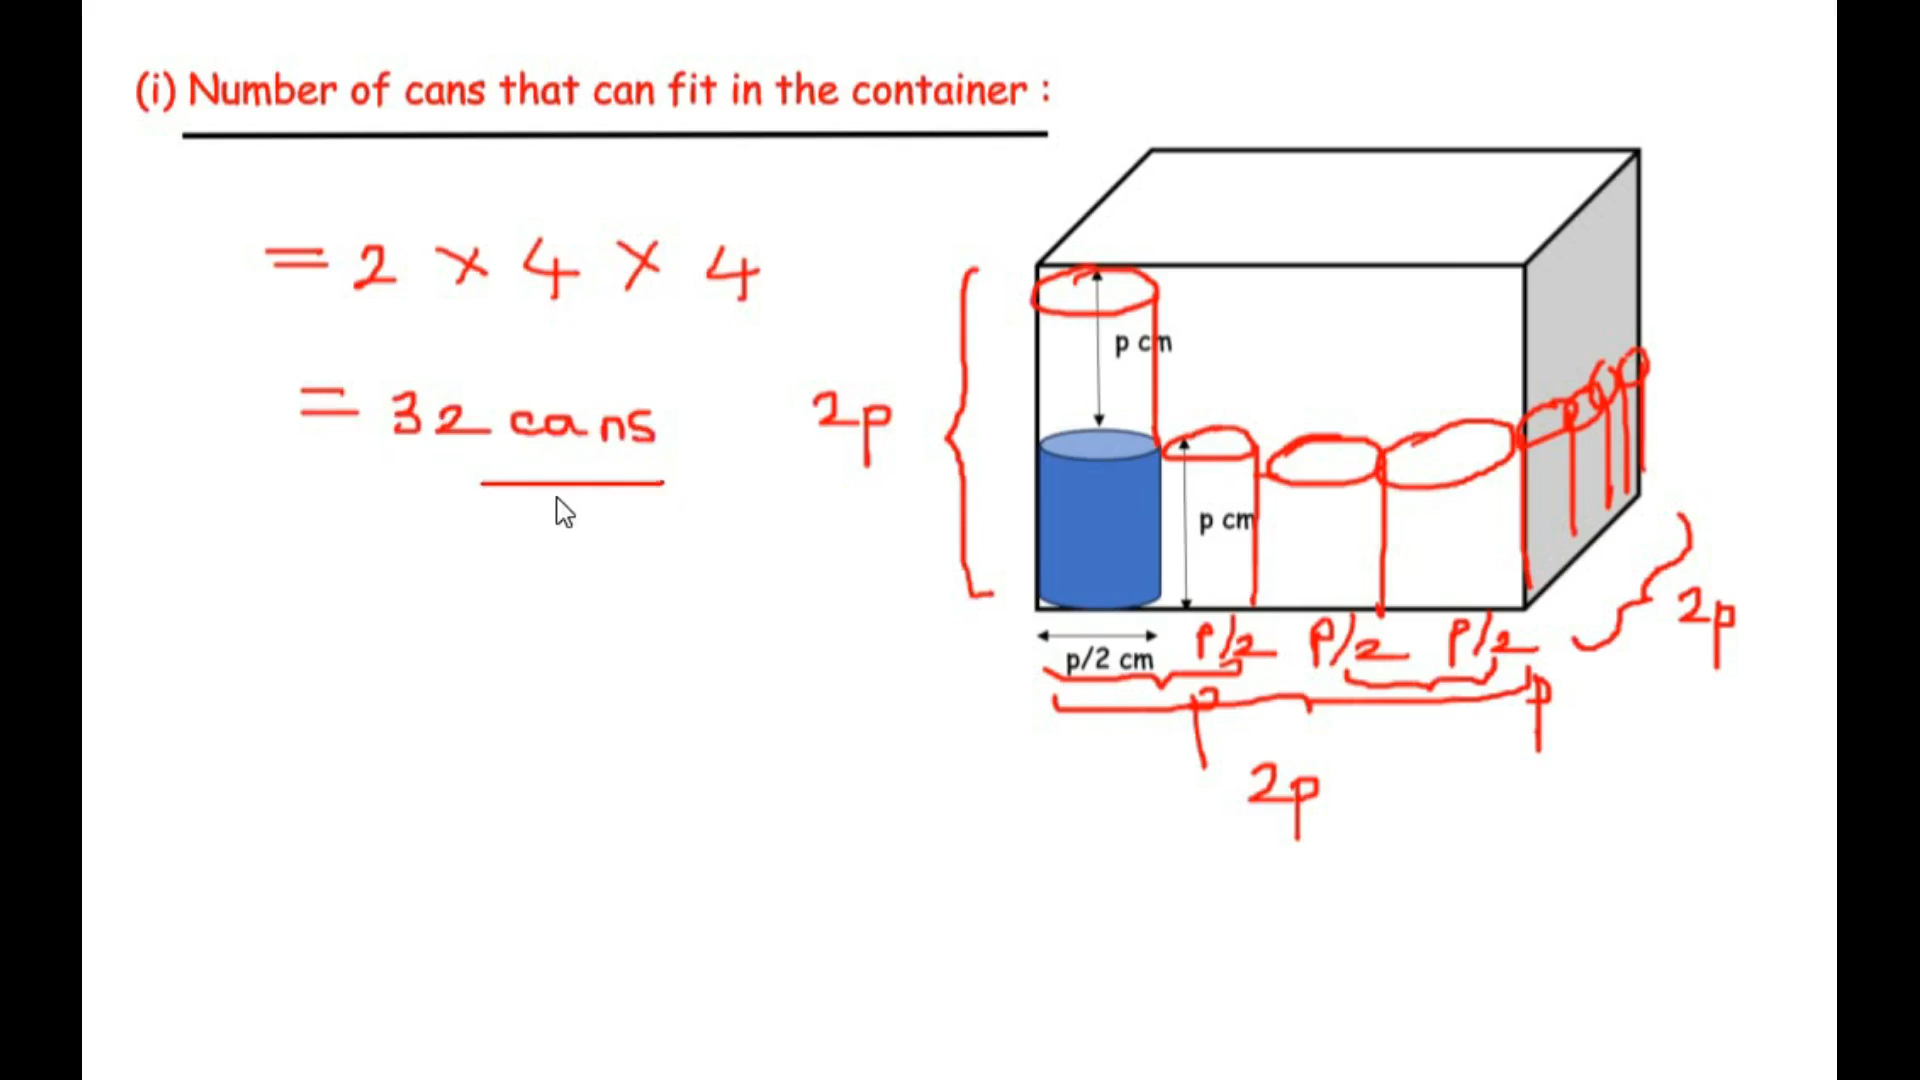 (i) Number of cans that can fit in the container :
= 2 × 4 × 4
= 32 cans
2p
p cm
p cm
p/2 cm
P/2 P/2 P/2
2p
p
p
2p